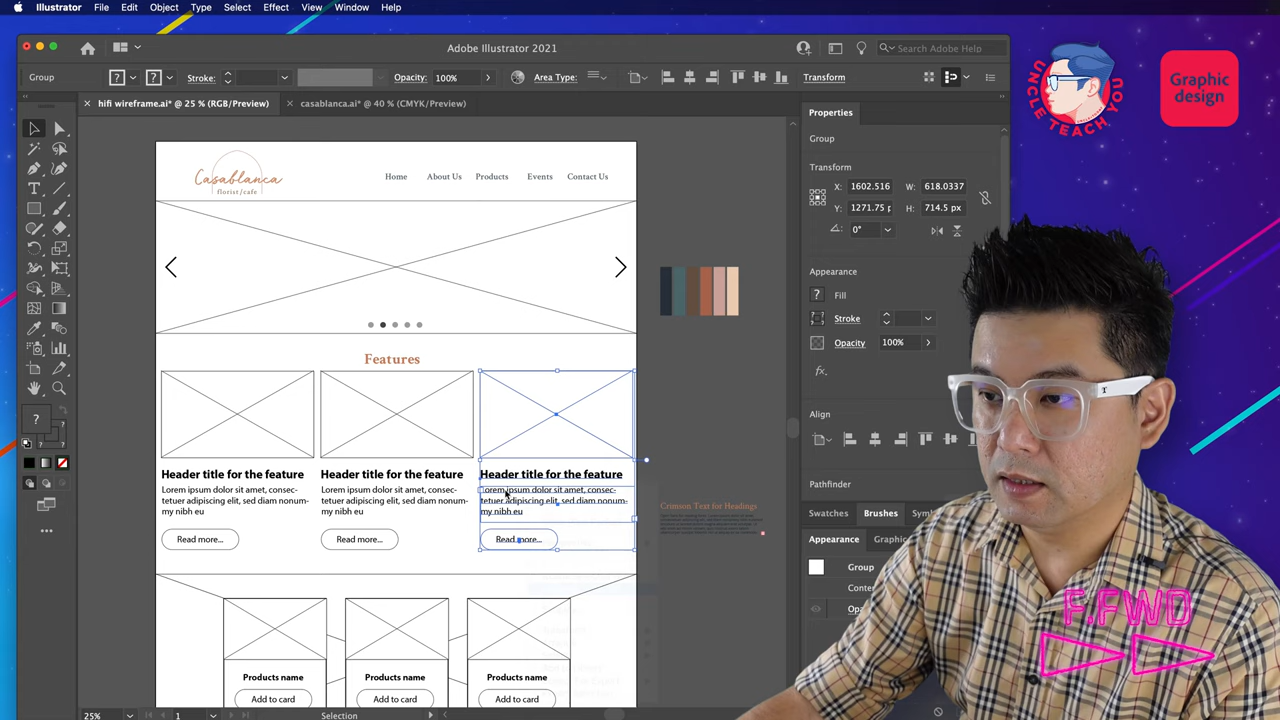 Illustrator File Edit Object Type Select Effect View Window Help
Adobe Illustrator 2021
Search Adobe Help
Group
?
?
Stroke:
Opacity: 100%
Area Type:
Transform
× hifi wireframe.ai* @ 25 % (RGB/Preview)
× casablanca.ai* @ 40 % (CMYK/Preview)
UNCLE TEACH YOU
Graphic
design
Properties
Group
Transform
X: 1602.516
W: 618.0337
Y: 1271.75 p
H: 714.5 px
0°
Appearance
? Fill
Stroke
Opacity 100%
fx.
Align
Pathfinder
Brushes
Swatches
Appearance
Group
Casablanca
florist/cafe
Home About Us Products Events Contact Us
Features
Header title for the feature
Lorem ipsum dolor sit amet, consec-
tetuer adipiscing elit, sed diam nonum-
my nibh eu
Read more...
Header title for the feature
Lorem ipsum dolor sit amet, consec-
tetuer adipiscing elit, sed diam nonum-
my nibh eu
Read more...
Header title for the feature
Lorem ipsum dolor sit amet, consec-
tetuer adipiscing elit, sed diam nonum-
my nibh eu
Read more...
Products name
Add to card
Products name
Add to card
Products name
Add to card
Crimson Text for Headings
?
F.FWD
25%
1
Selection